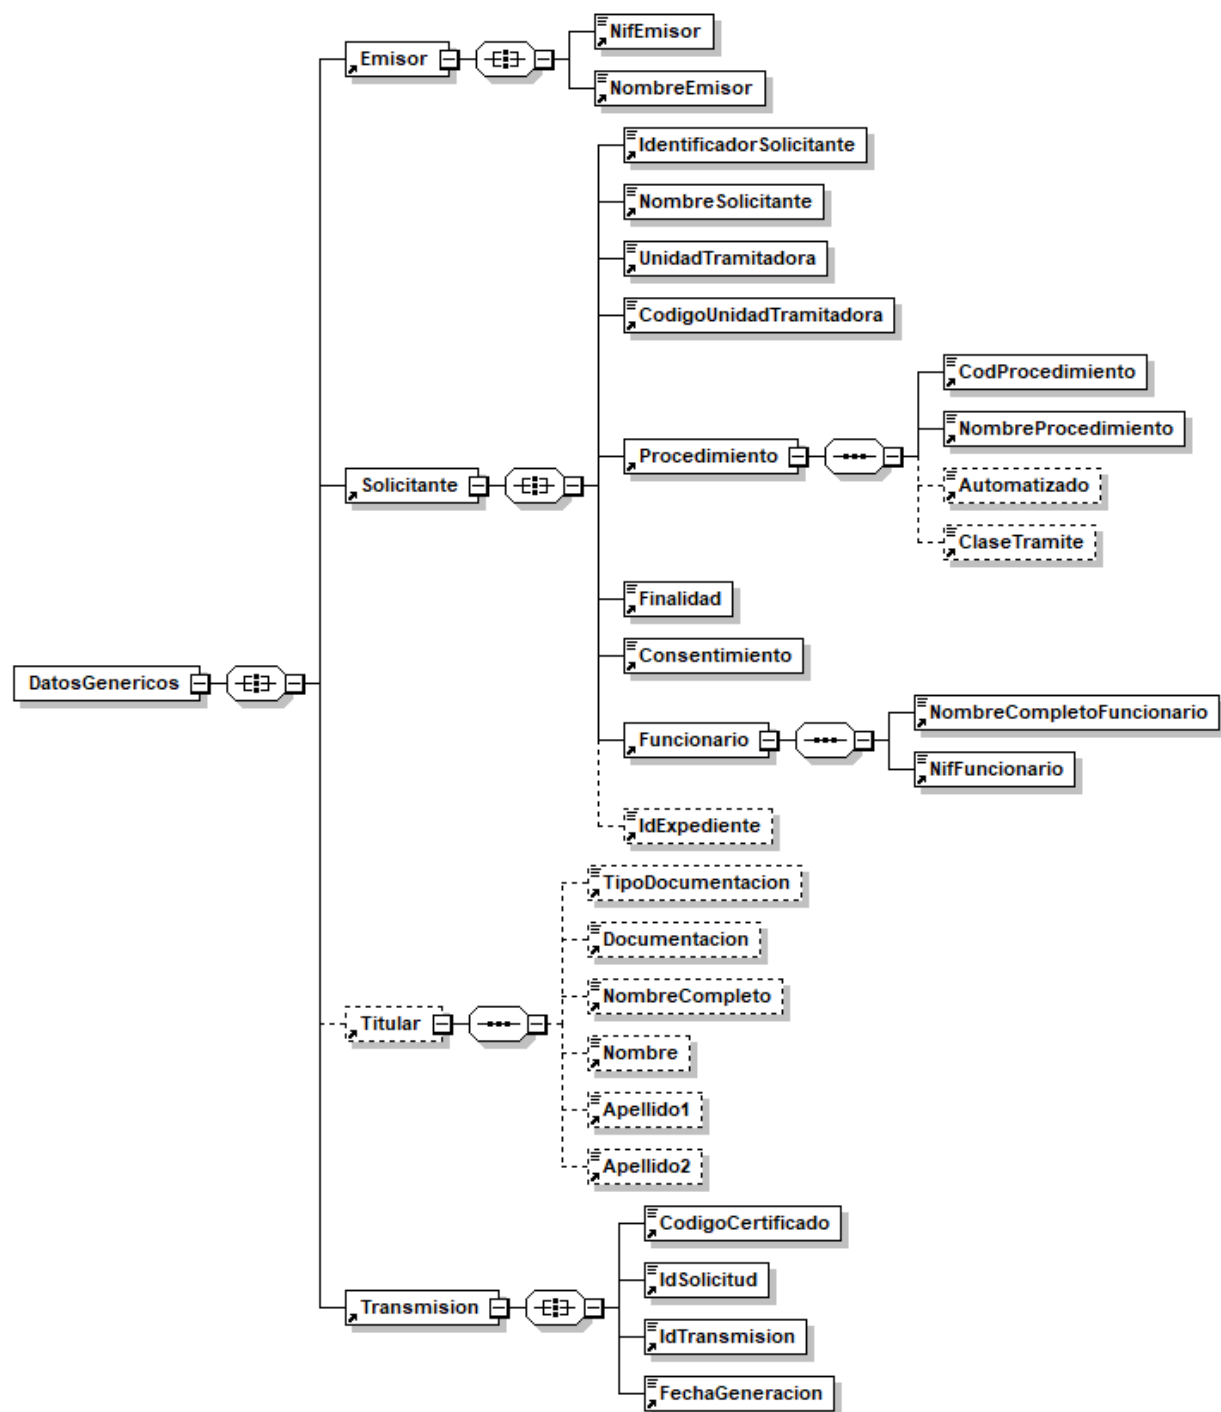 NifEmisor
Emisor
NombreEmisor
IdentificadorSolicitante
NombreSolicitante
UnidadTramitadora
CodigoUnidadTramitadora
CodProcedimiento
NombreProcedimiento
Procedimiento
Automatizado
Solicitante
ClaseTramite
Finalidad
Consentimiento
DatosGenericos
NombreCompletoFuncionario
Funcionario
NifFuncionario
IdExpediente
TipoDocumentacion
Documentacion
NombreCompleto
Titular
Nombre
Apellido1
Apellido2
CodigoCertificado
IdSolicitud
Transmision
IdTransmision
FechaGeneracion